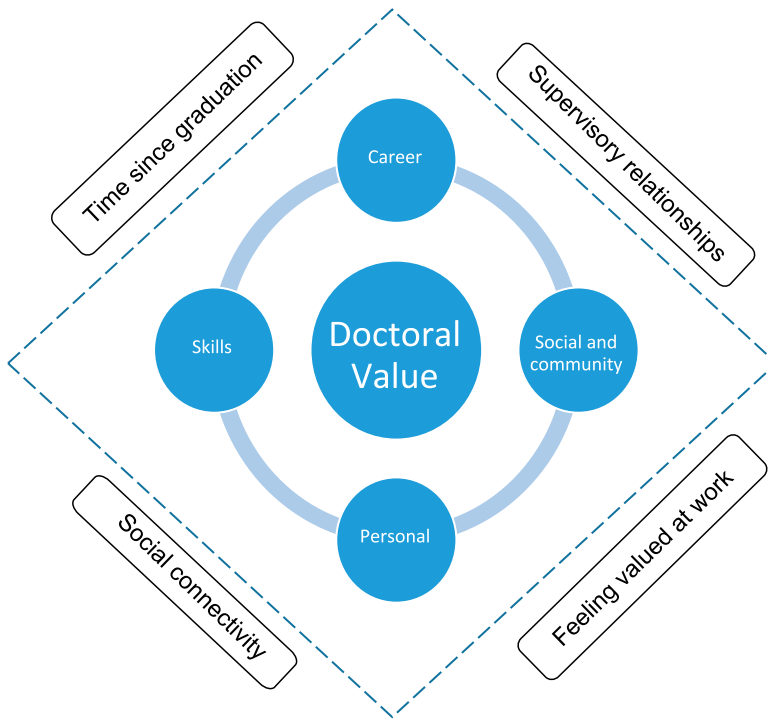 Time since graduation
Supervisory relationships
Career
Skills
Doctoral
Value
Social and
community
Personal
Social connectivity
Feeling valued at work